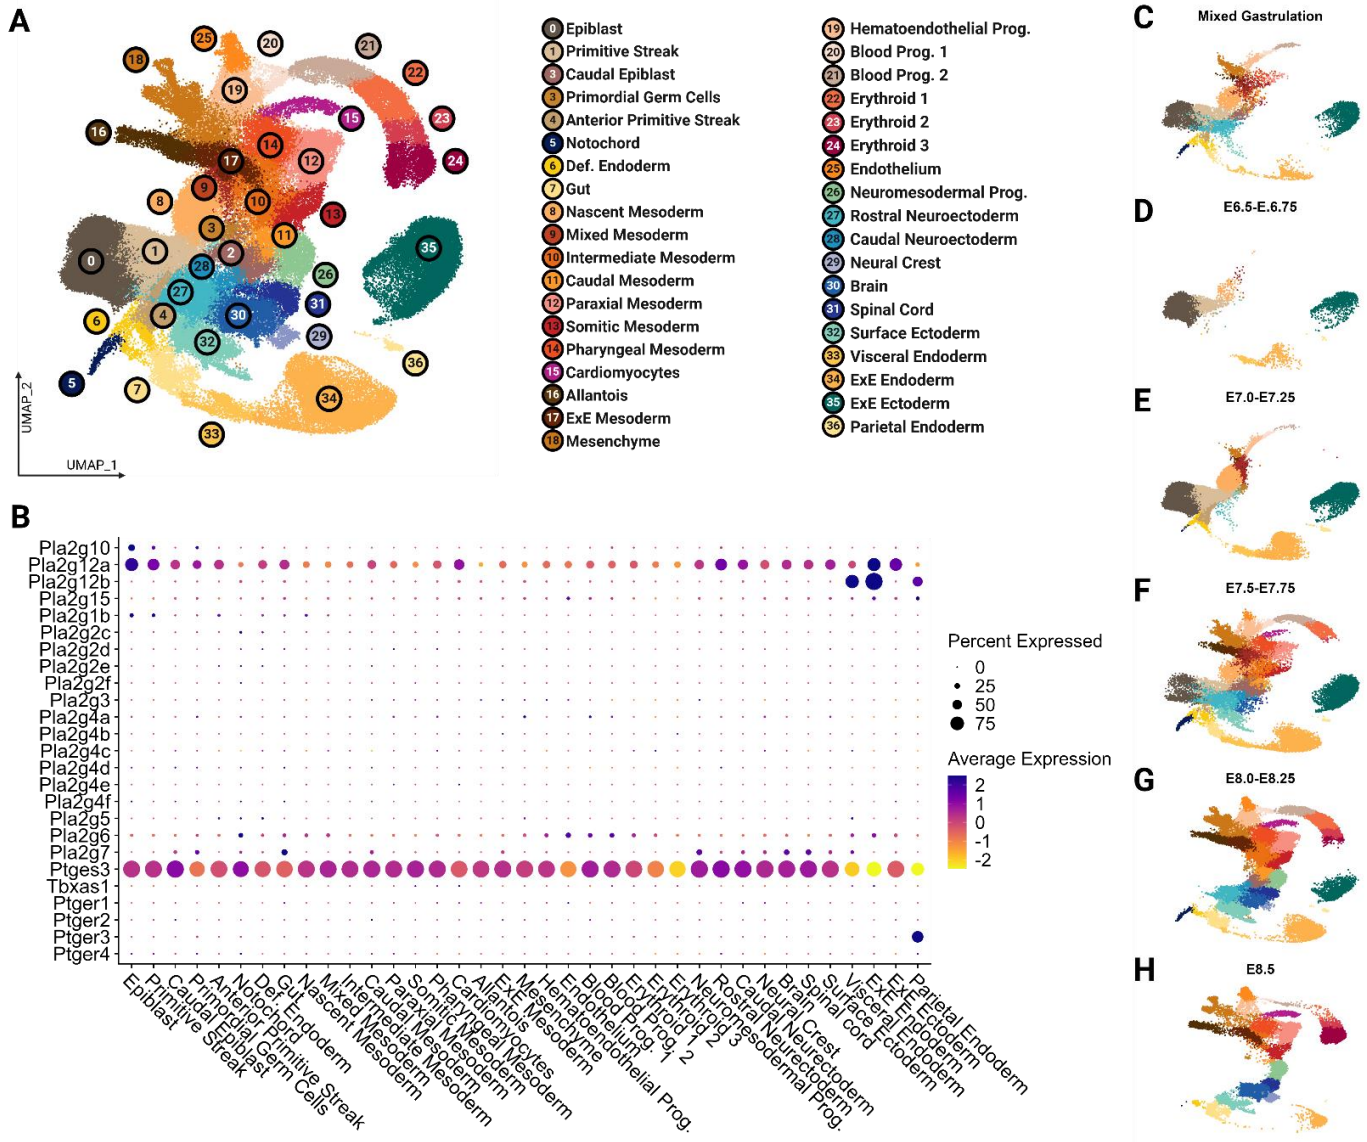 A
0 Epiblast
1 Primitive Streak
3 Caudal Epiblast
3 Primordial Germ Cells
4 Anterior Primitive Streak
5 Notochord
6 Def. Endoderm
7 Gut
8 Nascent Mesoderm
9 Mixed Mesoderm
10 Intermediate Mesoderm
11 Caudal Mesoderm
12 Paraxial Mesoderm
13 Somitic Mesoderm
14 Pharyngeal Mesoderm
15 Cardiomyocytes
16 Allantois
17 ExE Mesoderm
18 Mesenchyme
19 Hematoendothelial Prog.
20 Blood Prog. 1
21 Blood Prog. 2
22 Erythroid 1
23 Erythroid 2
24 Erythroid 3
25 Endothelium
26 Neuromesodermal Prog.
27 Rostral Neuroectoderm
28 Caudal Neuroectoderm
29 Neural Crest
30 Brain
31 Spinal Cord
32 Surface Ectoderm
33 Visceral Endoderm
34 ExE Endoderm
35 ExE Ectoderm
36 Parietal Endoderm
25
20
21
18
22
19
15
23
16
14
17
12
24
9
8
10
13
3
11
0
1
2
35
28
26
27
31
6
4
30
32
29
36
5
7
34
33
UMAP_2
UMAP_1
B
Pla2g10
Pla2g12a
Pla2g12b
Pla2g15
Pla2g1b
Pla2g2c
Pla2g2d
Pla2g2e
Pla2g2f
Pla2g3
Pla2g4a
Pla2g4b
Pla2g4c
Pla2g4d
Pla2g4e
Pla2g4f
Pla2g5
Pla2g6
Pla2g7
Ptges3
Tbxas1
Ptger1
Ptger2
Ptger3
Ptger4
Epiblast
Primitive Streak
Caudal Epiblast
Primordial Germ Cells
Anterior Primitive Streak
Notochord
Def. Endoderm
Gut
Nascent Mesoderm
Mixed Mesoderm
Intermediate Mesoderm
Caudal Mesoderm
Paraxial Mesoderm
Somitic Mesoderm
Pharyngeal Mesoderm
Cardiomyocytes
Allantois
ExE Mesoderm
Mesenchyme
Hematoendothelial Prog.
Endothelium
Blood Prog. 1
Blood Prog. 2
Erythroid 1
Erythroid 2
Erythroid 3
Neuromesodermal Prog.
Rostral Neurectoderm
Caudal Neurectoderm
Neural Crest
Brain
Spinal cord
Surface Ectoderm
Visceral Endoderm
ExE Endoderm
ExE Ectoderm
Parietal Endoderm
Percent Expressed
0
25
50
75
Average Expression
2
1
0
-1
-2
C
Mixed Gastrulation
D
E6.5-E.6.75
E
E7.0-E7.25
F
E7.5-E7.75
G
E8.0-E8.25
H
E8.5